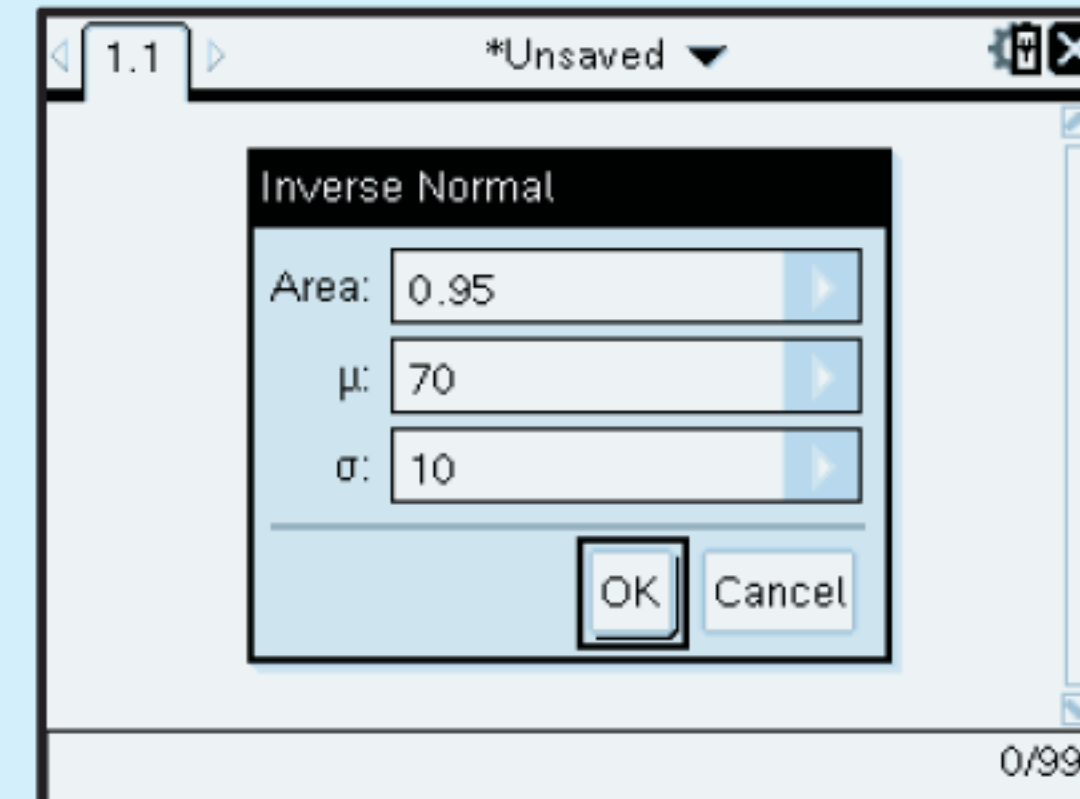 1.1
*Unsaved
Inverse Normal
Area: 0.95
μ: 70
σ: 10
OK Cancel
0/99